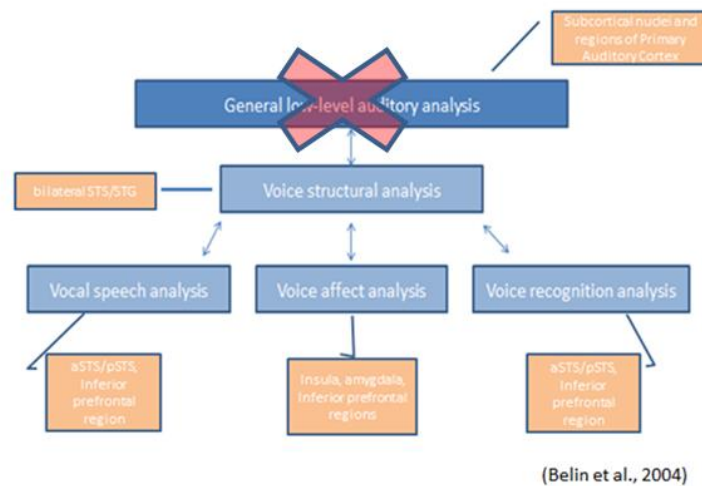 Subcortical nuclei and
regions of Primary
Auditory Cortex
General low-level auditory analysis
bilateral STS/STG
Voice structural analysis
Vocal speech analysis
Voice affect analysis
Voice recognition analysis
aSTS/pSTS,
Inferior
prefrontal
region
Insula, amygdala,
Inferior prefrontal
regions
aSTS/pSTS,
Inferior
prefrontal
region
(Belin et al., 2004)